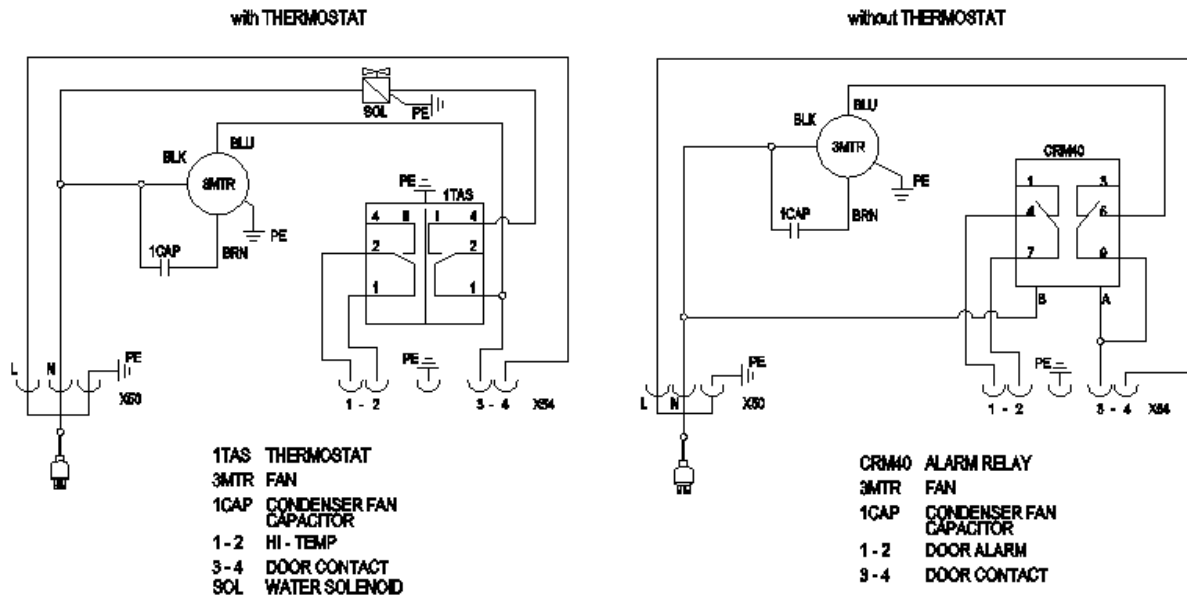 with THERMOSTAT
SOL
PE
BLU
BLK
3MTR
PE
PE
1TAS
4 II I 4
2 2
1 1
1CAP
BRN
L N
PE
X50
PE
1 - 2
3 - 4
X54
1TAS THERMOSTAT
3MTR FAN
1CAP CONDENSER FAN
CAPACITOR
1 - 2 HI - TEMP
3 - 4 DOOR CONTACT
SOL WATER SOLENOID
without THERMOSTAT
BLU
BLK
3MTR
PE
CRM40
1 3
4 6
7 9
B A
1CAP
BRN
L N
PE
X50
PE
1 - 2
3 - 4
X54
CRM40 ALARM RELAY
3MTR FAN
1CAP CONDENSER FAN
CAPACITOR
1 - 2 DOOR ALARM
3 - 4 DOOR CONTACT